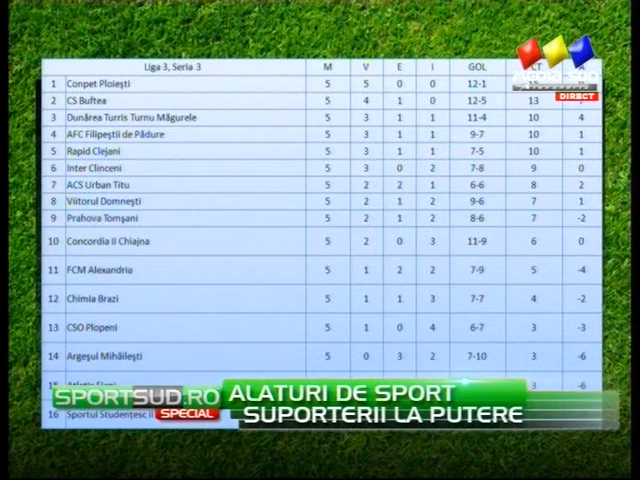 Liga 3, Seria 3 M V E I GOL
1 Conpet Ploiești 5 5 0 0 12-1
2 CS Buftea 5 4 1 0 12-5 13
3 Dunărea Turris Turnu Măgurele 5 3 1 1 11-4 10 4
4 AFC Filipeștii de Pădure 5 3 1 1 9-7 10 1
5 Rapid Clejani 5 3 1 1 7-5 10 1
6 Inter Clinceni 5 3 0 2 7-8 9 0
7 ACS Urban Titu 5 2 2 1 6-6 8 2
8 Viitorul Domnești 5 2 1 2 9-6 7 1
9 Prahova Tomșani 5 2 1 2 8-6 7 -2
10 Concordia II Chiajna 5 2 0 3 11-9 6 0
11 FCM Alexandria 5 1 2 2 7-9 5 -4
12 Chimia Brazi 5 1 1 3 7-7 4 -2
13 CSO Plopeni 5 1 0 4 6-7 3 -3
14 Argeșul Mihăilești 5 0 3 2 7-10 3 -6
15 3 -6
16 Sportul Studențesc II
DIRECT
SPORTSUD.RO
SPECIAL
ALATURI DE SPORT
SUPORTERII LA PUTERE